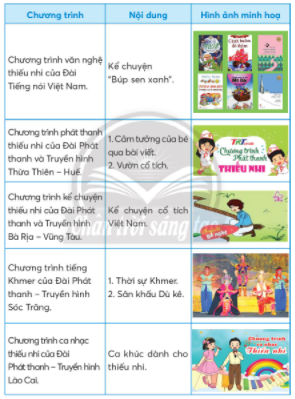 Chương trình
Nội dung
Hình ảnh minh hoạ
Chương trình văn nghệ
thiếu nhi của Đài
Tiếng nói Việt Nam.
Kể chuyện
"Búp sen xanh".
Chương trình phát thanh
thiếu nhi của Đài Phát
thanh và Truyền hình
Thừa Thiên – Huế.
1. Cảm tưởng của bé
qua bài viết.
2. Vườn cổ tích.
Chương trình
Phát thanh
THIẾU NHI
Chương trình kể chuyện
thiếu nhi của Đài Phát
thanh và Truyền hình
Bà Rịa – Vũng Tàu.
Kể chuyện cổ tích
Việt Nam.
Chương trình tiếng
Khmer của Đài Phát
thanh – Truyền hình
Sóc Trăng.
1. Thời sự Khmer.
2. Sân khấu Dù kê.
Chương trình ca nhạc
thiếu nhi của Đài
Phát thanh – Truyền hình
Lào Cai.
Ca khúc dành cho
thiếu nhi.
Chương trình
ca nhạc
Thiếu nhi